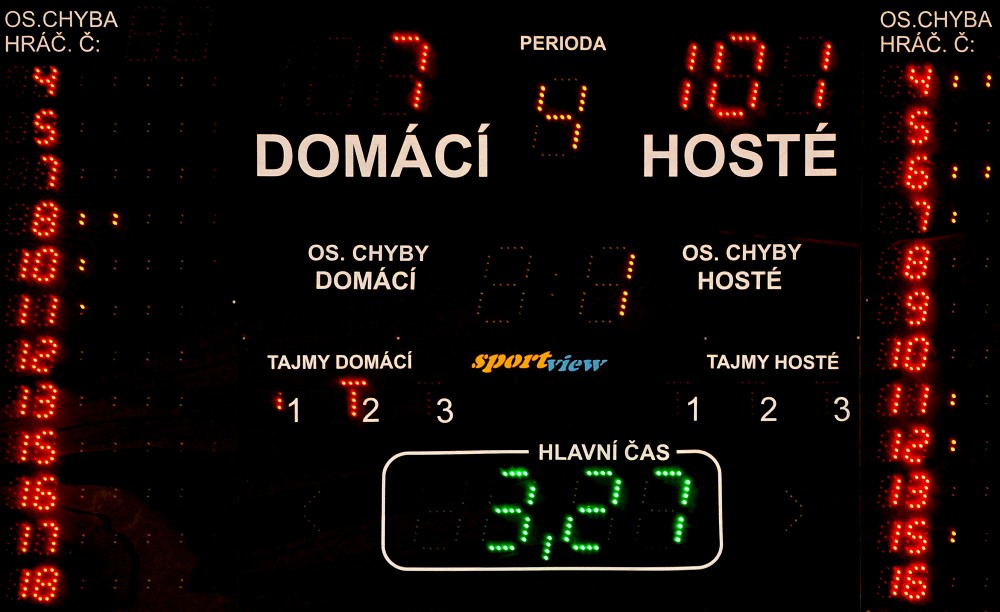 OS.CHYBA
HRÁČ. Č:
4
5
7
8
10
11
12
13
15
16
17
18
7
DOMÁCÍ
PERIODA
4
101
HOSTÉ
OS. CHYBY
DOMÁCÍ
1
OS. CHYBY
HOSTÉ
TAJMY DOMÁCÍ
1 2 3
sportview
TAJMY HOSTÉ
1 2 3
HLAVNÍ ČAS
3,27
OS.CHYBA
HRÁČ. Č:
4
5
6
7
8
9
10
11
12
13
15
16